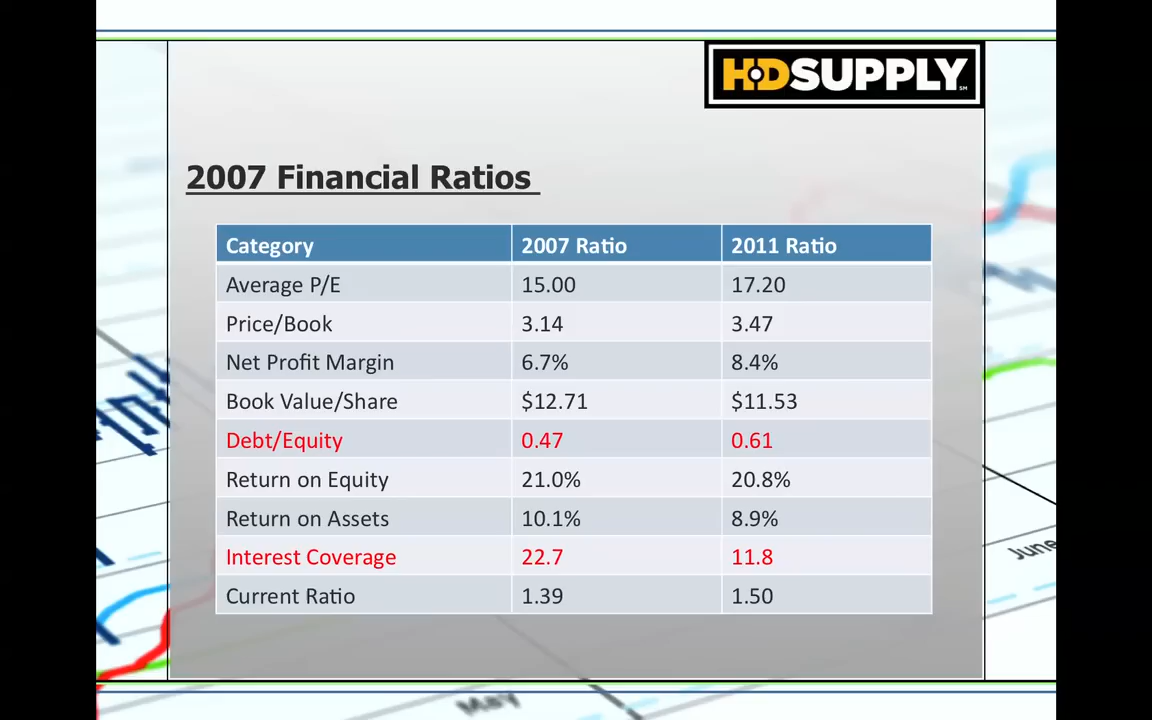 HDSUPPLY SM
2007 Financial Ratios
Category 2007 Ratio 2011 Ratio
Average P/E 15.00 17.20
Price/Book 3.14 3.47
Net Profit Margin 6.7% 8.4%
Book Value/Share $12.71 $11.53
Debt/Equity 0.47 0.61
Return on Equity 21.0% 20.8%
Return on Assets 10.1% 8.9%
Interest Coverage 22.7 11.8
Current Ratio 1.39 1.50
June
May